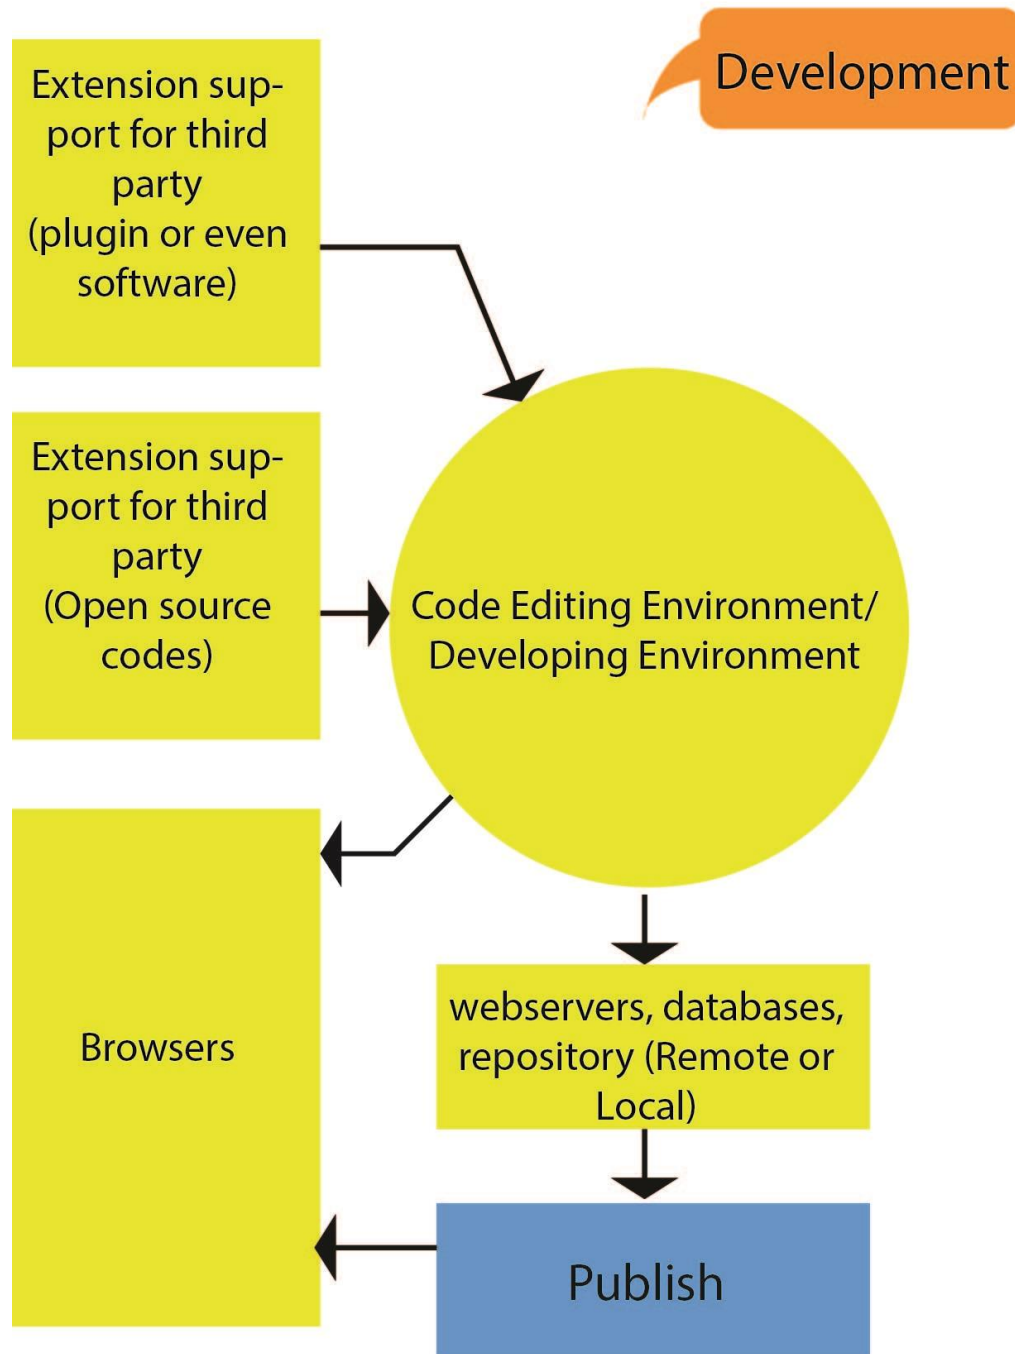 Development
Extension sup-
port for third
party
(plugin or even
software)
Extension sup-
port for third
party
(Open source
codes)
Code Editing Environment/
Developing Environment
Browsers
webservers, databases,
repository (Remote or
Local)
Publish